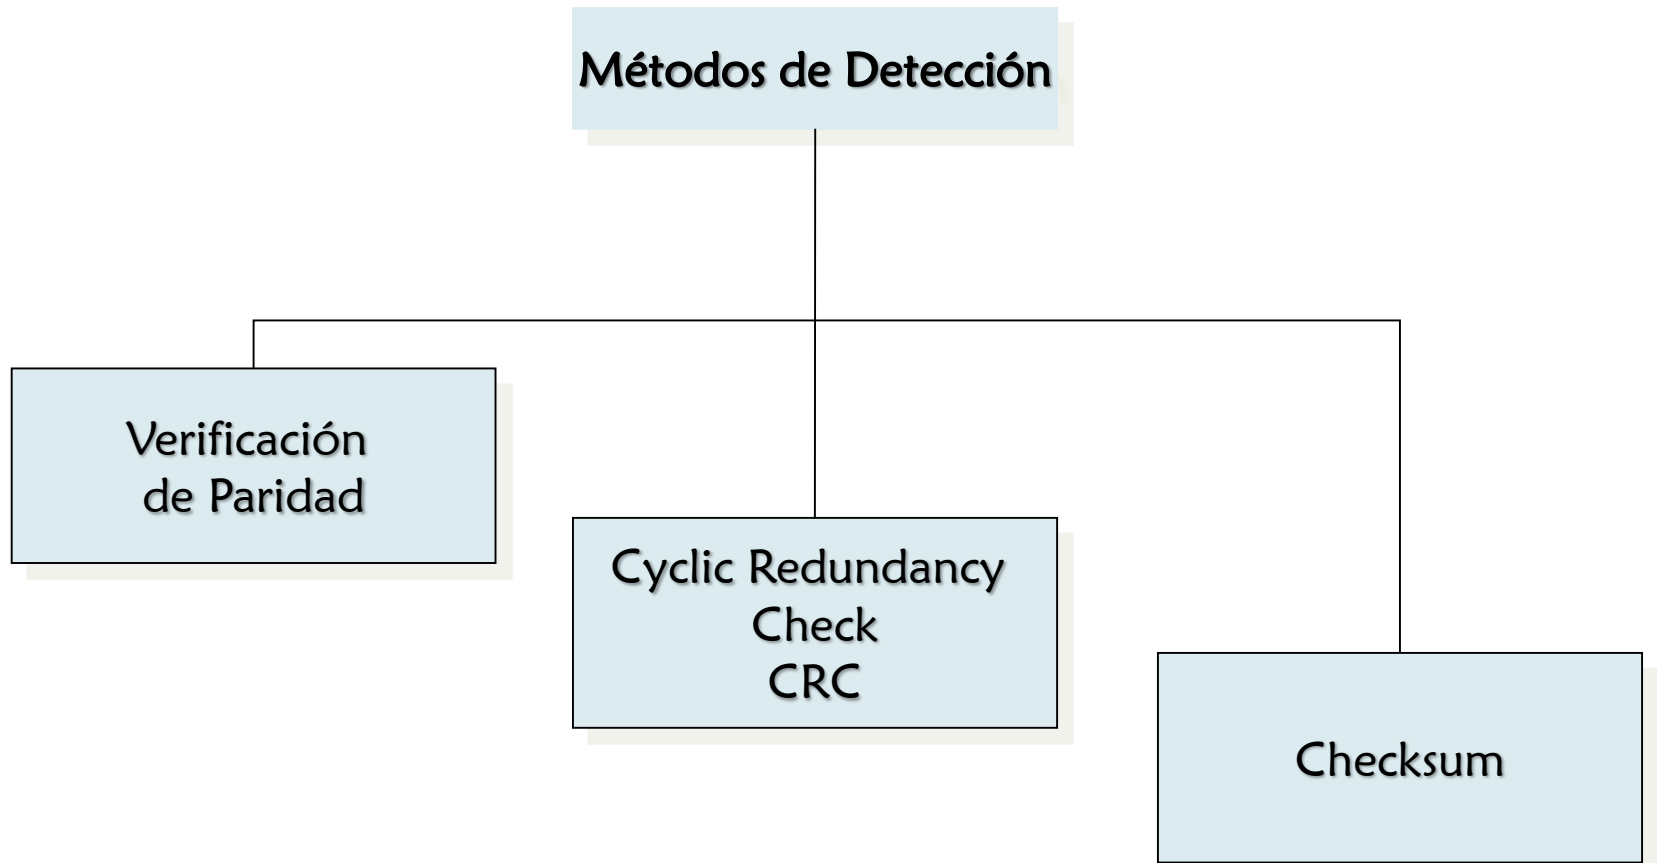 Métodos de Detección
Verificación
de Paridad
Cyclic Redundancy
Check
CRC
Checksum